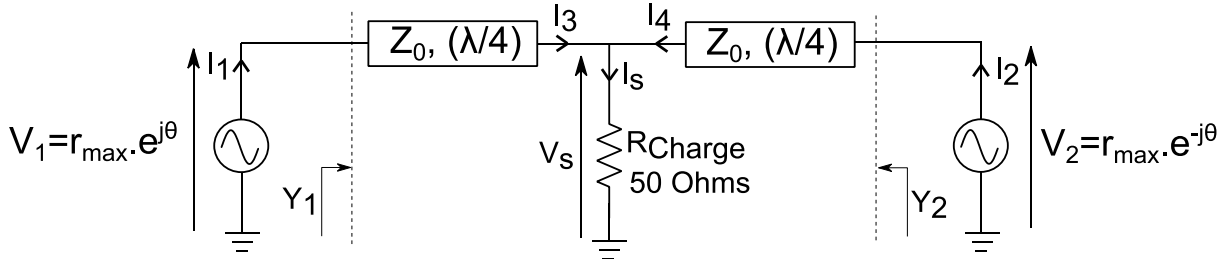 I₃ I₄
Z₀, (λ/4)
Z₀, (λ/4)
I₁
Iₛ
I₂
V₁=rₘₐₓ.e^{jθ}
Vₛ
RCharge
50 Ohms
V₂=rₘₐₓ.e^{-jθ}
Y₁
Y₂